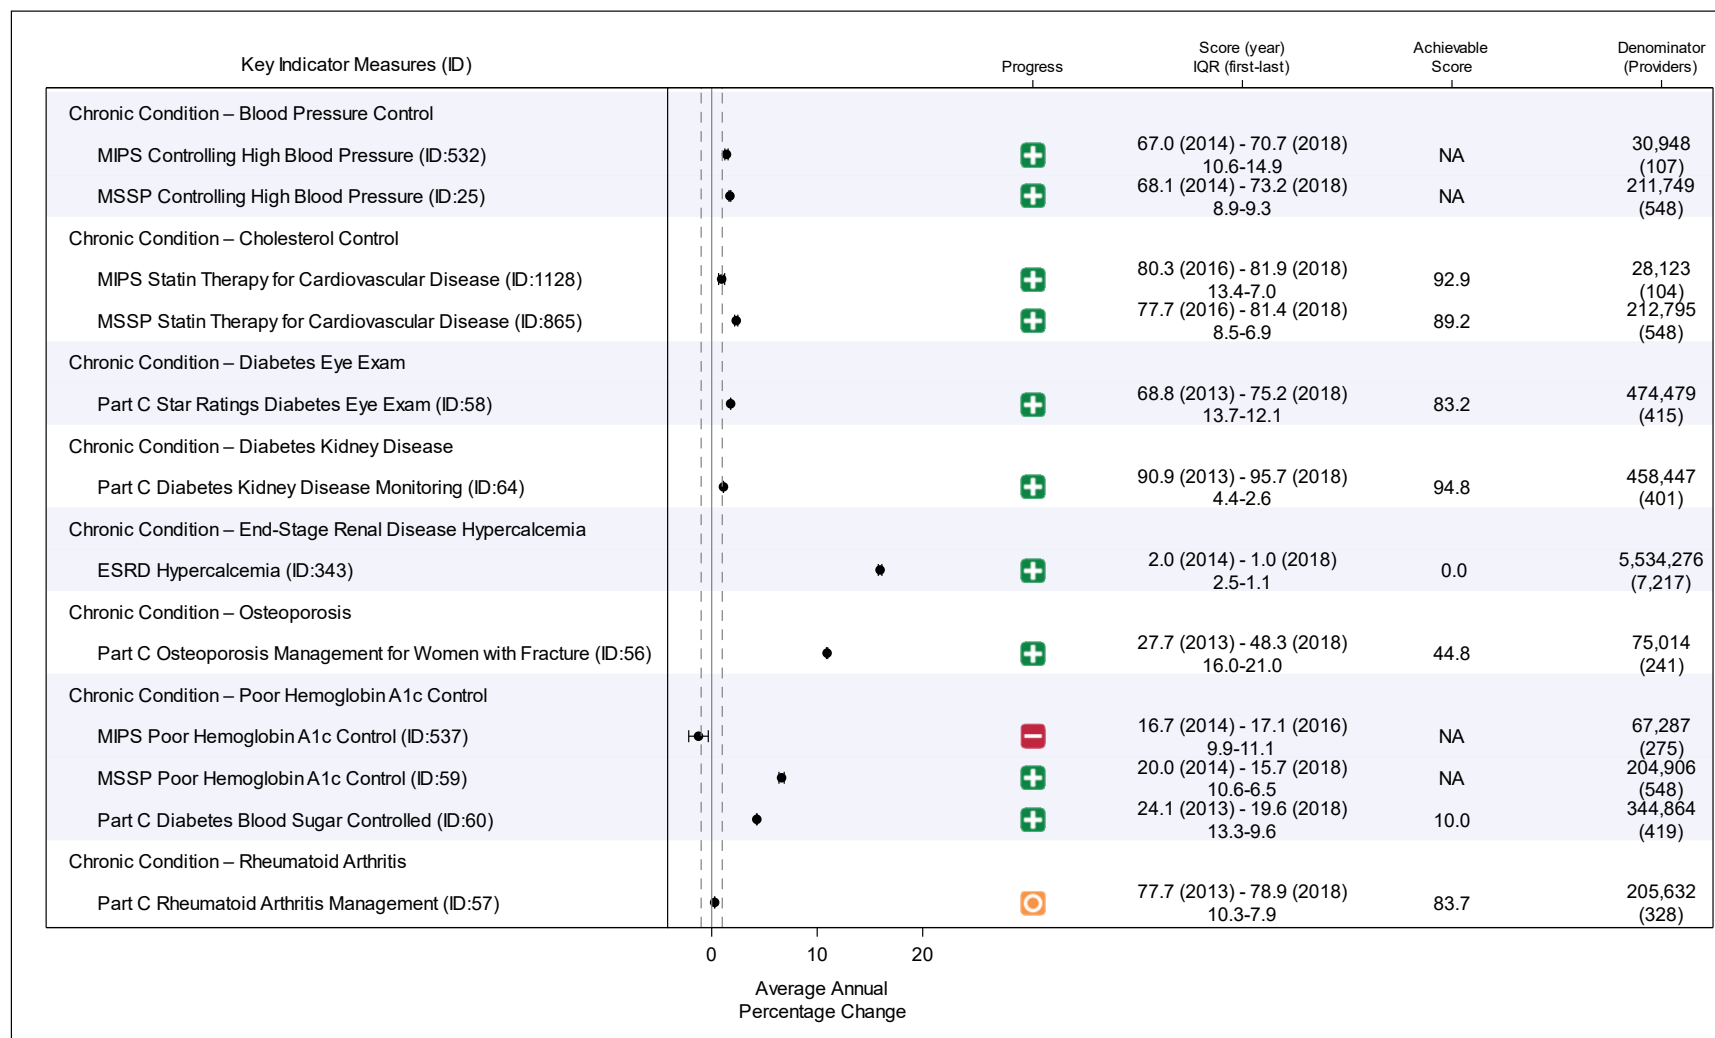 Key Indicator Measures (ID)
Progress
Score (year)
IQR (first-last)
Achievable
Score
Denominator
(Providers)
Chronic Condition – Blood Pressure Control
MIPS Controlling High Blood Pressure (ID:532)
67.0 (2014) - 70.7 (2018)
10.6-14.9
NA
30,948
(107)
MSSP Controlling High Blood Pressure (ID:25)
68.1 (2014) - 73.2 (2018)
8.9-9.3
NA
211,749
(548)
Chronic Condition – Cholesterol Control
MIPS Statin Therapy for Cardiovascular Disease (ID:1128)
80.3 (2016) - 81.9 (2018)
13.4-7.0
92.9
28,123
(104)
MSSP Statin Therapy for Cardiovascular Disease (ID:865)
77.7 (2016) - 81.4 (2018)
8.5-6.9
89.2
212,795
(548)
Chronic Condition – Diabetes Eye Exam
Part C Star Ratings Diabetes Eye Exam (ID:58)
68.8 (2013) - 75.2 (2018)
13.7-12.1
83.2
474,479
(415)
Chronic Condition – Diabetes Kidney Disease
Part C Diabetes Kidney Disease Monitoring (ID:64)
90.9 (2013) - 95.7 (2018)
4.4-2.6
94.8
458,447
(401)
Chronic Condition – End-Stage Renal Disease Hypercalcemia
ESRD Hypercalcemia (ID:343)
2.0 (2014) - 1.0 (2018)
2.5-1.1
0.0
5,534,276
(7,217)
Chronic Condition – Osteoporosis
Part C Osteoporosis Management for Women with Fracture (ID:56)
27.7 (2013) - 48.3 (2018)
16.0-21.0
44.8
75,014
(241)
Chronic Condition – Poor Hemoglobin A1c Control
MIPS Poor Hemoglobin A1c Control (ID:537)
16.7 (2014) - 17.1 (2016)
9.9-11.1
NA
67,287
(275)
MSSP Poor Hemoglobin A1c Control (ID:59)
20.0 (2014) - 15.7 (2018)
10.6-6.5
NA
204,906
(548)
Part C Diabetes Blood Sugar Controlled (ID:60)
24.1 (2013) - 19.6 (2018)
13.3-9.6
10.0
344,864
(419)
Chronic Condition – Rheumatoid Arthritis
Part C Rheumatoid Arthritis Management (ID:57)
77.7 (2013) - 78.9 (2018)
10.3-7.9
83.7
205,632
(328)
0 10 20
Average Annual
Percentage Change